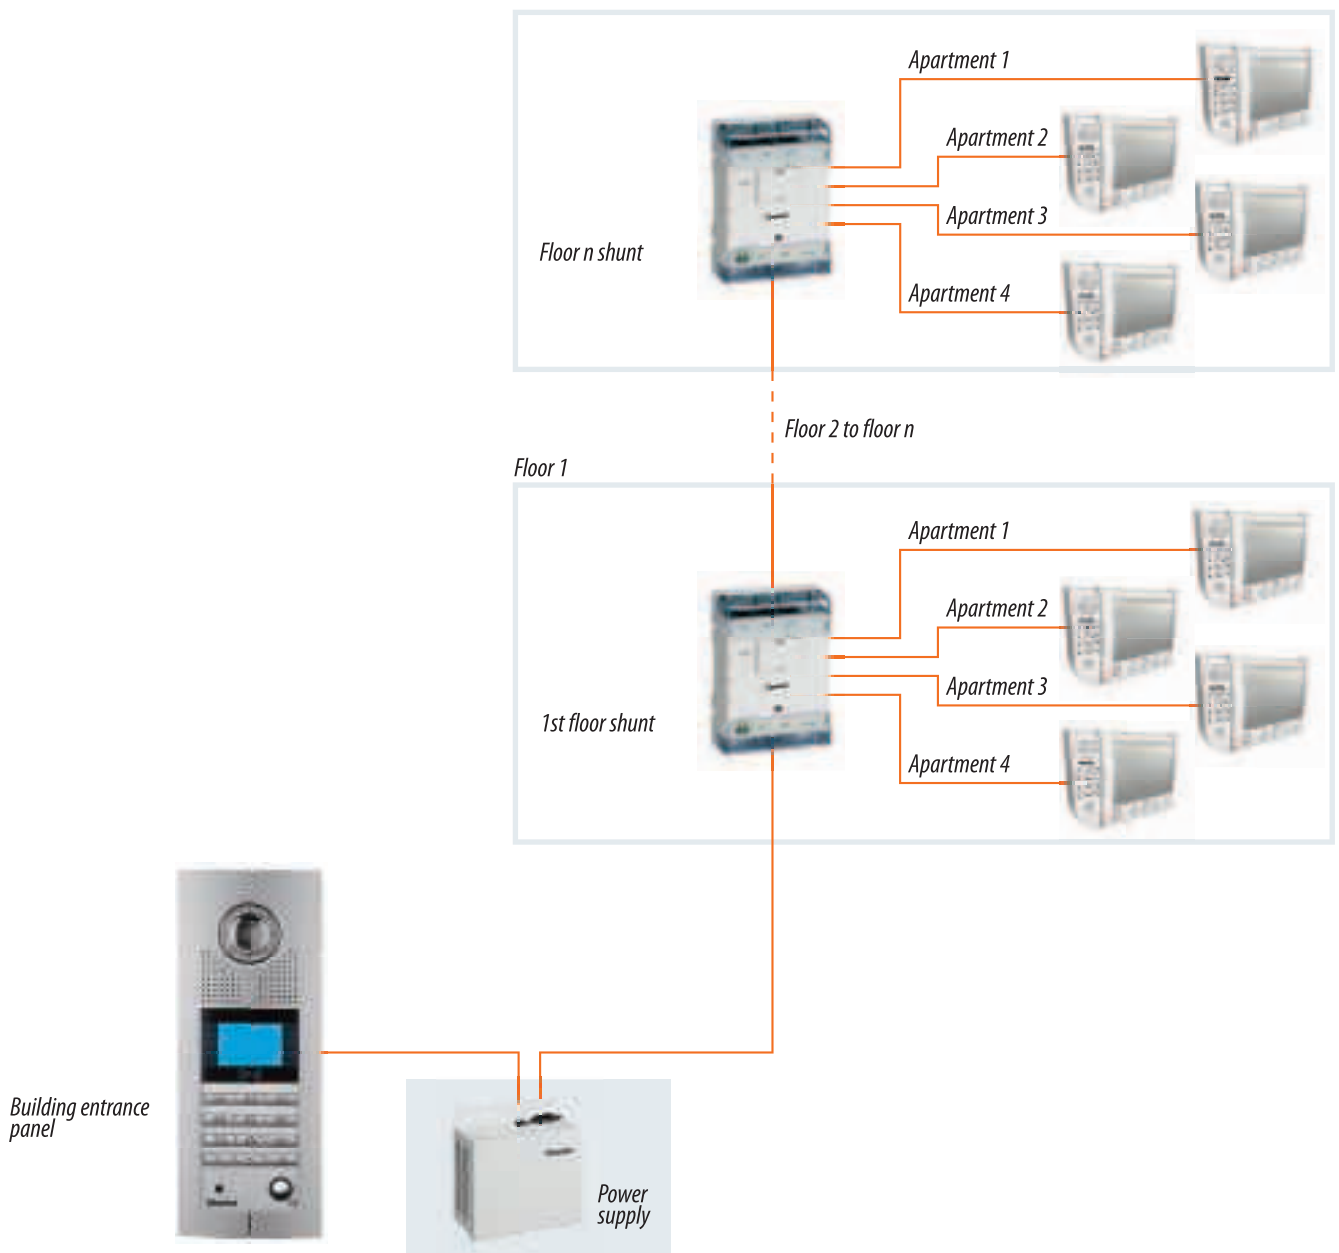 Apartment 1
Apartment 2
Apartment 3
Floor n shunt
Apartment 4
Floor 2 to floor n
Floor 1
Apartment 1
Apartment 2
Apartment 3
1st floor shunt
Apartment 4
Building entrance
panel
Power
supply